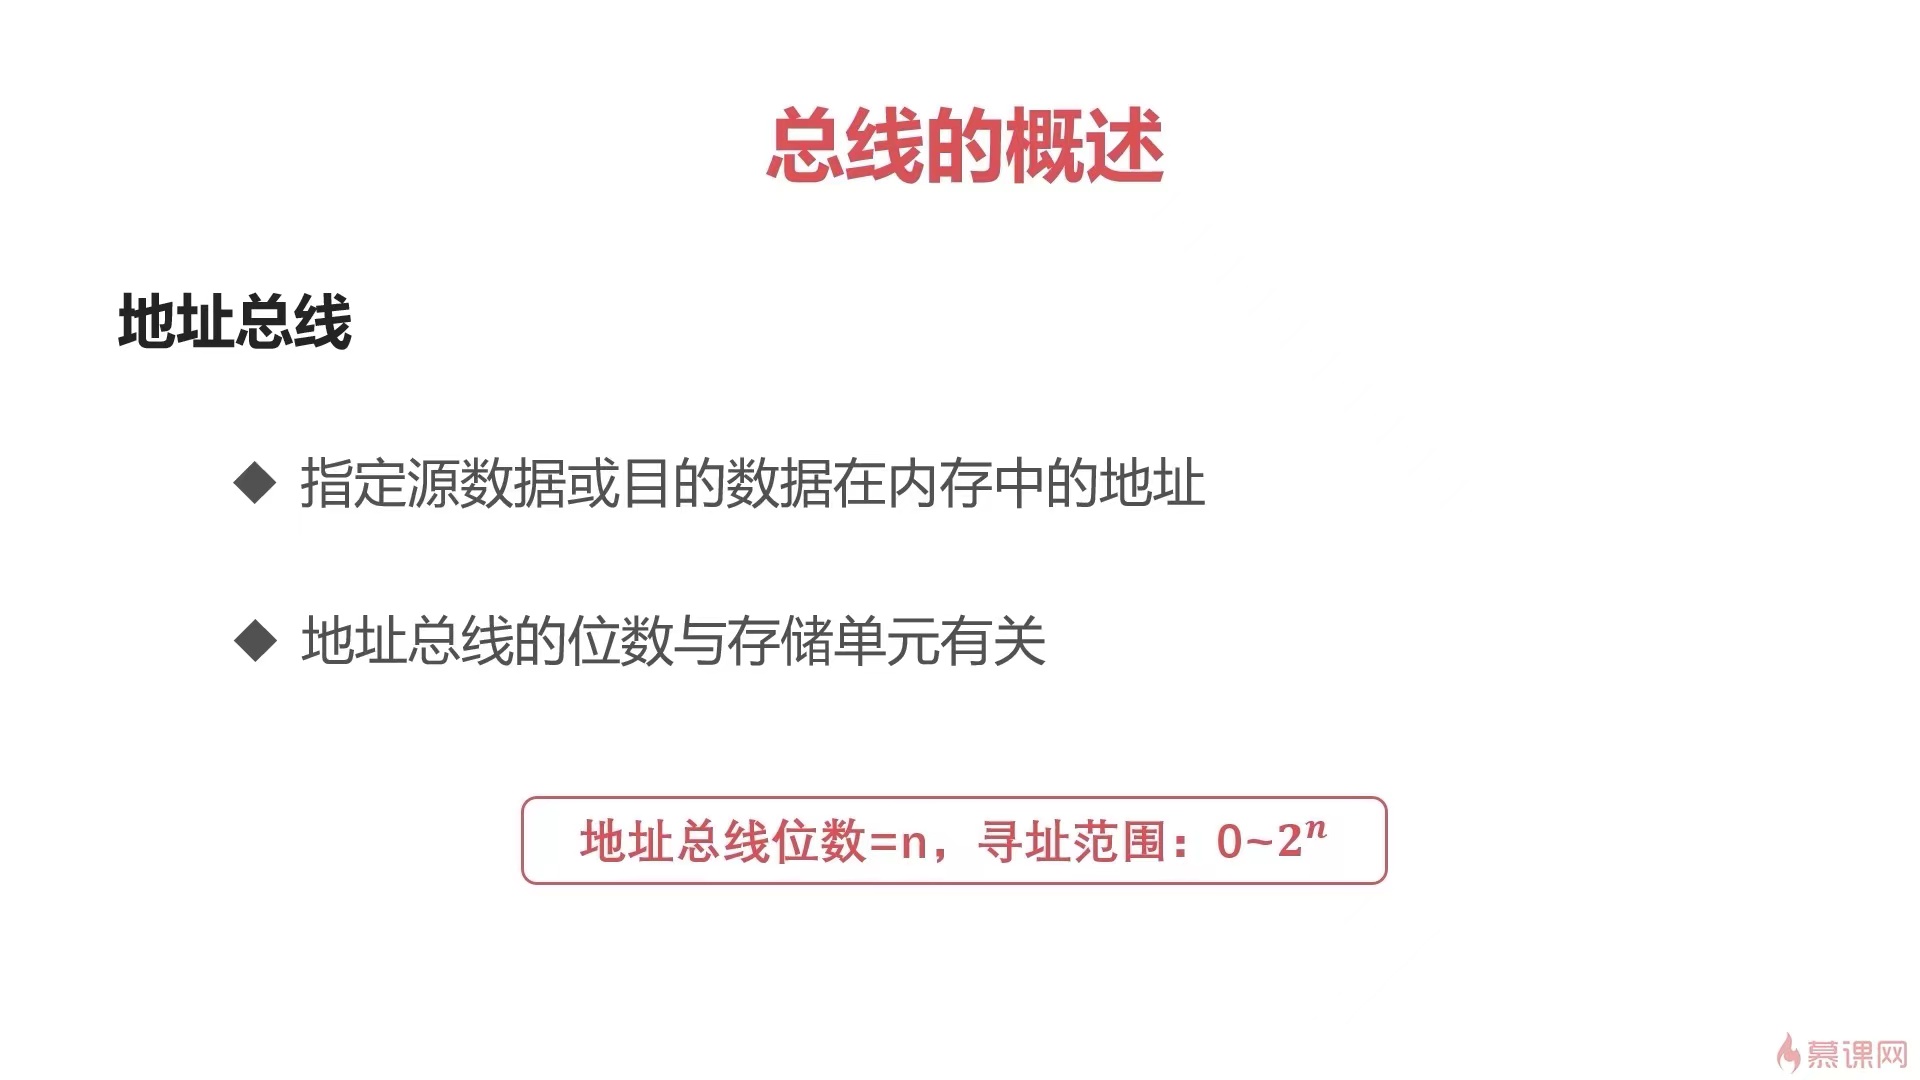 总线的概述
地址总线
◆ 指定源数据或目的数据在内存中的地址
◆ 地址总线的位数与存储单元有关
地址总线位数=n，寻址范围：0~2ⁿ
慕课网